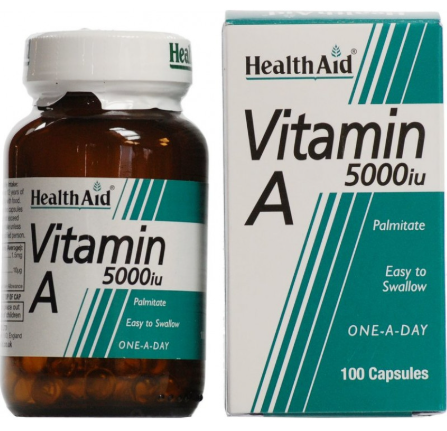 Health
HealthAid®
Vitamin
A 5000iu
Palmitate
Easy to Swallow
ONE-A-DAY
HealthAid®
Vitamin
A 5000iu
Palmitate
Easy to
Swallow
ONE-A-DAY
100 Capsules